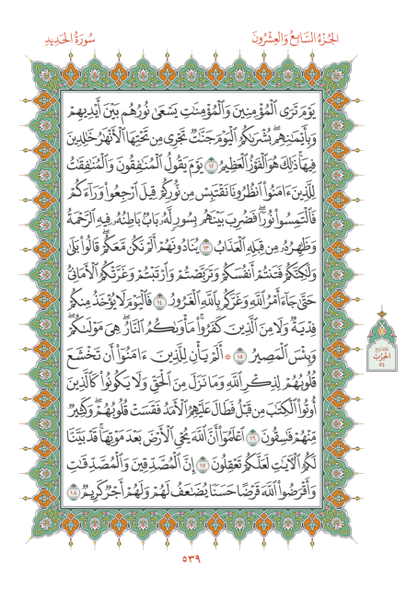 الجُزْءُ السَّابِعُ وَالعِشْرُونَ
سُورَةُ الحَدِيدِ
يَوْمَ تَرَى ٱلْمُؤْمِنِينَ وَٱلْمُؤْمِنَٰتِ يَسْعَىٰ نُورُهُم بَيْنَ أَيْدِيهِمْ
وَبِأَيْمَٰنِهِمۖ بُشْرَىٰكُمُ ٱلْيَوْمَ جَنَّٰتٌ تَجْرِى مِن تَحْتِهَا ٱلْأَنْهَٰرُ خَٰلِدِينَ
فِيهَاۚ ذَٰلِكَ هُوَ ٱلْفَوْزُ ٱلْعَظِيمُ ١٢ يَوْمَ يَقُولُ ٱلْمُنَٰفِقُونَ وَٱلْمُنَٰفِقَٰتُ
لِلَّذِينَ ءَامَنُوا۟ ٱنظُرُونَا نَقْتَبِسْ مِن نُّورِكُمْ قِيلَ ٱرْجِعُوا۟ وَرَآءَكُمْ
فَٱلْتَمِسُوا۟ نُورًاۖ فَضُرِبَ بَيْنَهُم بِسُورٍ لَّهُۥ بَابٌۢ بَاطِنُهُۥ فِيهِ ٱلرَّحْمَةُ
وَظَٰهِرُهُۥ مِن قِبَلِهِ ٱلْعَذَابُ ١٣ يُنَادُونَهُمْ أَلَمْ نَكُن مَّعَكُمْۖ قَالُوا۟ بَلَىٰ
وَلَٰكِنَّكُمْ فَتَنتُمْ أَنفُسَكُمْ وَتَرَبَّصْتُمْ وَٱرْتَبْتُمْ وَغَرَّتْكُمُ ٱلْأَمَانِىُّ
حَتَّىٰ جَآءَ أَمْرُ ٱللَّهِ وَغَرَّكُم بِٱللَّهِ ٱلْغَرُورُ ١٤ فَٱلْيَوْمَ لَا يُؤْخَذُ مِنكُمْ
فِدْيَةٌ وَلَا مِنَ ٱلَّذِينَ كَفَرُوا۟ۚ مَأْوَىٰكُمُ ٱلنَّارُۖ هِىَ مَوْلَىٰكُمْۖ
وَبِئْسَ ٱلْمَصِيرُ ١٥ ۞ أَلَمْ يَأْنِ لِلَّذِينَ ءَامَنُوٓا۟ أَن تَخْشَعَ
قُلُوبُهُمْ لِذِكْرِ ٱللَّهِ وَمَا نَزَلَ مِنَ ٱلْحَقِّ وَلَا يَكُونُوا۟ كَٱلَّذِينَ
أُوتُوا۟ ٱلْكِتَٰبَ مِن قَبْلُ فَطَالَ عَلَيْهِمُ ٱلْأَمَدُ فَقَسَتْ قُلُوبُهُمْۖ وَكَثِيرٌ
مِّنْهُمْ فَٰسِقُونَ ١٦ ٱعْلَمُوٓا۟ أَنَّ ٱللَّهَ يُحْىِ ٱلْأَرْضَ بَعْدَ مَوْتِهَاۚ قَدْ بَيَّنَّا
لَكُمُ ٱلْءَايَٰتِ لَعَلَّكُمْ تَعْقِلُونَ ١٧ إِنَّ ٱلْمُصَّدِّقِينَ وَٱلْمُصَّدِّقَٰتِ
وَأَقْرَضُوا۟ ٱللَّهَ قَرْضًا حَسَنًا يُضَٰعَفُ لَهُمْ وَلَهُمْ أَجْرٌ كَرِيمٌ ١٨
الحِزْب
٥٤
٥٣٩